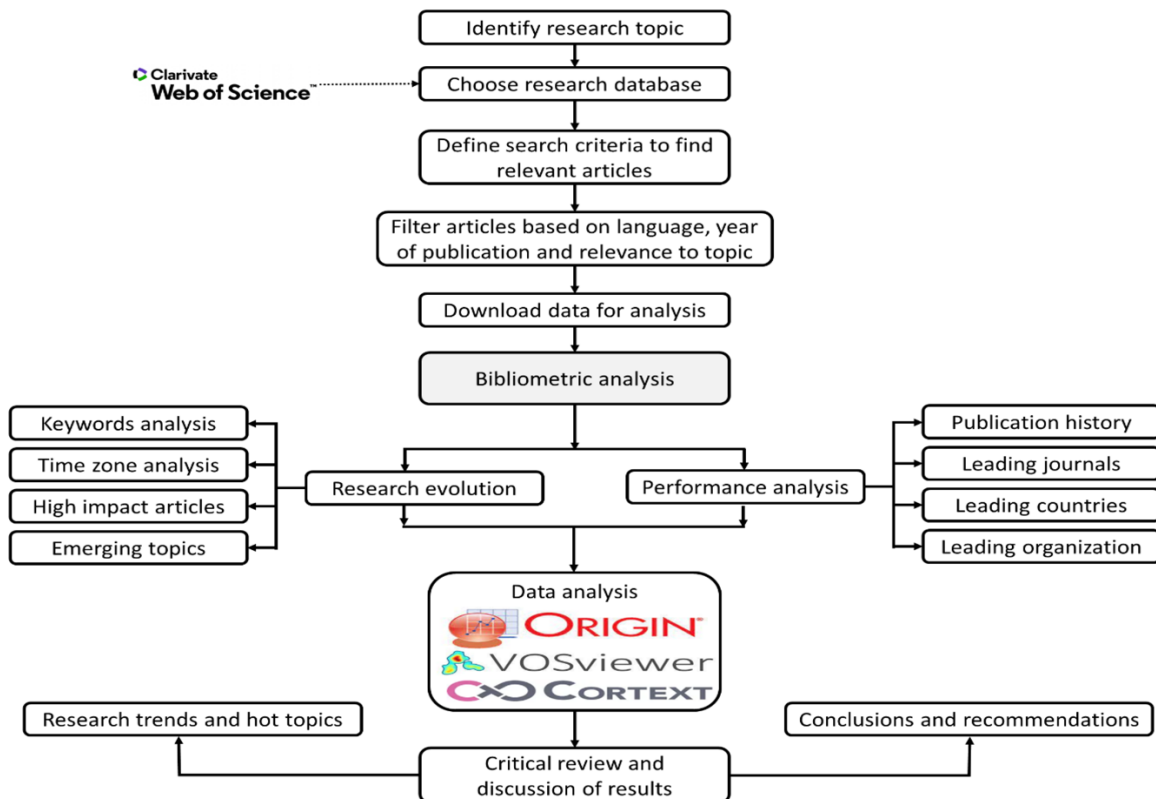 Identify research topic
Clarivate
Web of Science™
Choose research database
Define search criteria to find
relevant articles
Filter articles based on language, year
of publication and relevance to topic
Download data for analysis
Bibliometric analysis
Keywords analysis
Time zone analysis
High impact articles
Emerging topics
Research evolution
Performance analysis
Publication history
Leading journals
Leading countries
Leading organization
Data analysis
ORIGIN®
VOSviewer
CORTEXT
Research trends and hot topics
Conclusions and recommendations
Critical review and
discussion of results